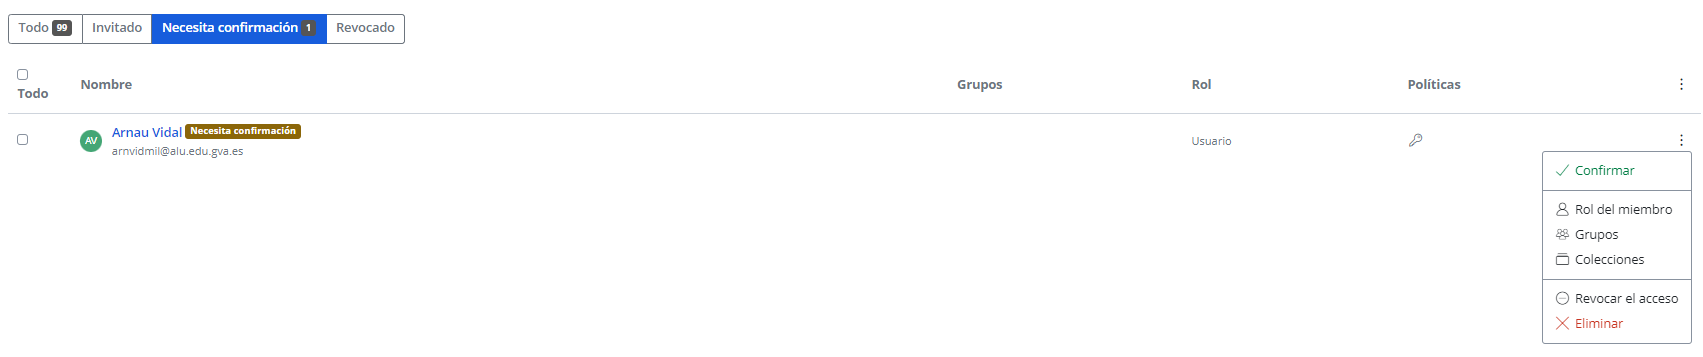 Todo 99 Invitado Necesita confirmación 1 Revocado
Todo Nombre Grupos Rol Políticas
AV Arnau Vidal Necesita confirmación
arnvidmil@alu.edu.gva.es
Usuario
Confirmar
Rol del miembro
Grupos
Colecciones
Revocar el acceso
Eliminar